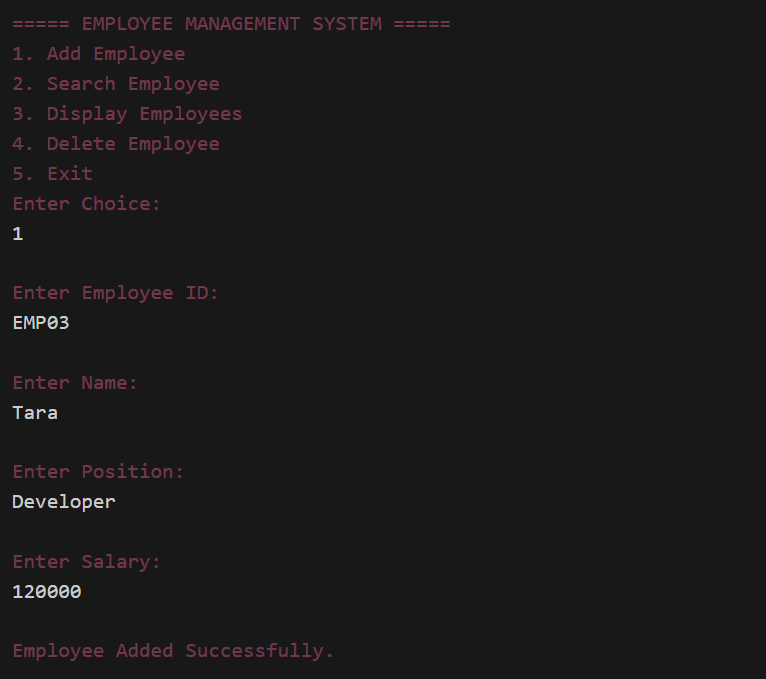 ===== EMPLOYEE MANAGEMENT SYSTEM =====
1. Add Employee
2. Search Employee
3. Display Employees
4. Delete Employee
5. Exit
Enter Choice:
1
Enter Employee ID:
EMP03
Enter Name:
Tara
Enter Position:
Developer
Enter Salary:
120000
Employee Added Successfully.